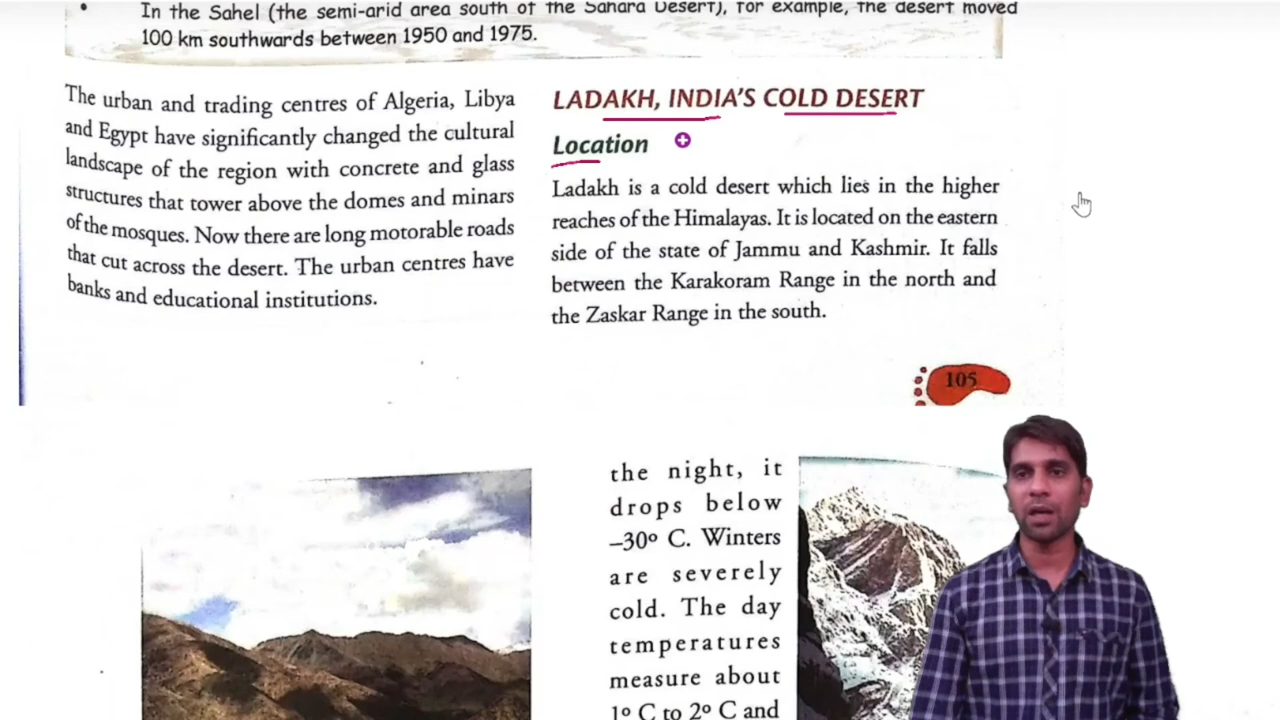 • In the Sahel (the semi-arid area south of the Sahara Desert), for example, the desert moved
100 km southwards between 1950 and 1975.
The urban and trading centres of Algeria, Libya
and Egypt have significantly changed the cultural
landscape of the region with concrete and glass
structures that tower above the domes and minars
of the mosques. Now there are long motorable roads
that cut across the desert. The urban centres have
banks and educational institutions.
LADAKH, INDIA'S COLD DESERT
Location
Ladakh is a cold desert which lies in the higher
reaches of the Himalayas. It is located on the eastern
side of the state of Jammu and Kashmir. It falls
between the Karakoram Range in the north and
the Zaskar Range in the south.
105
the night, it
drops below
–30º C. Winters
are severely
cold. The day
temperatures
measure about
1º C to 2º C and